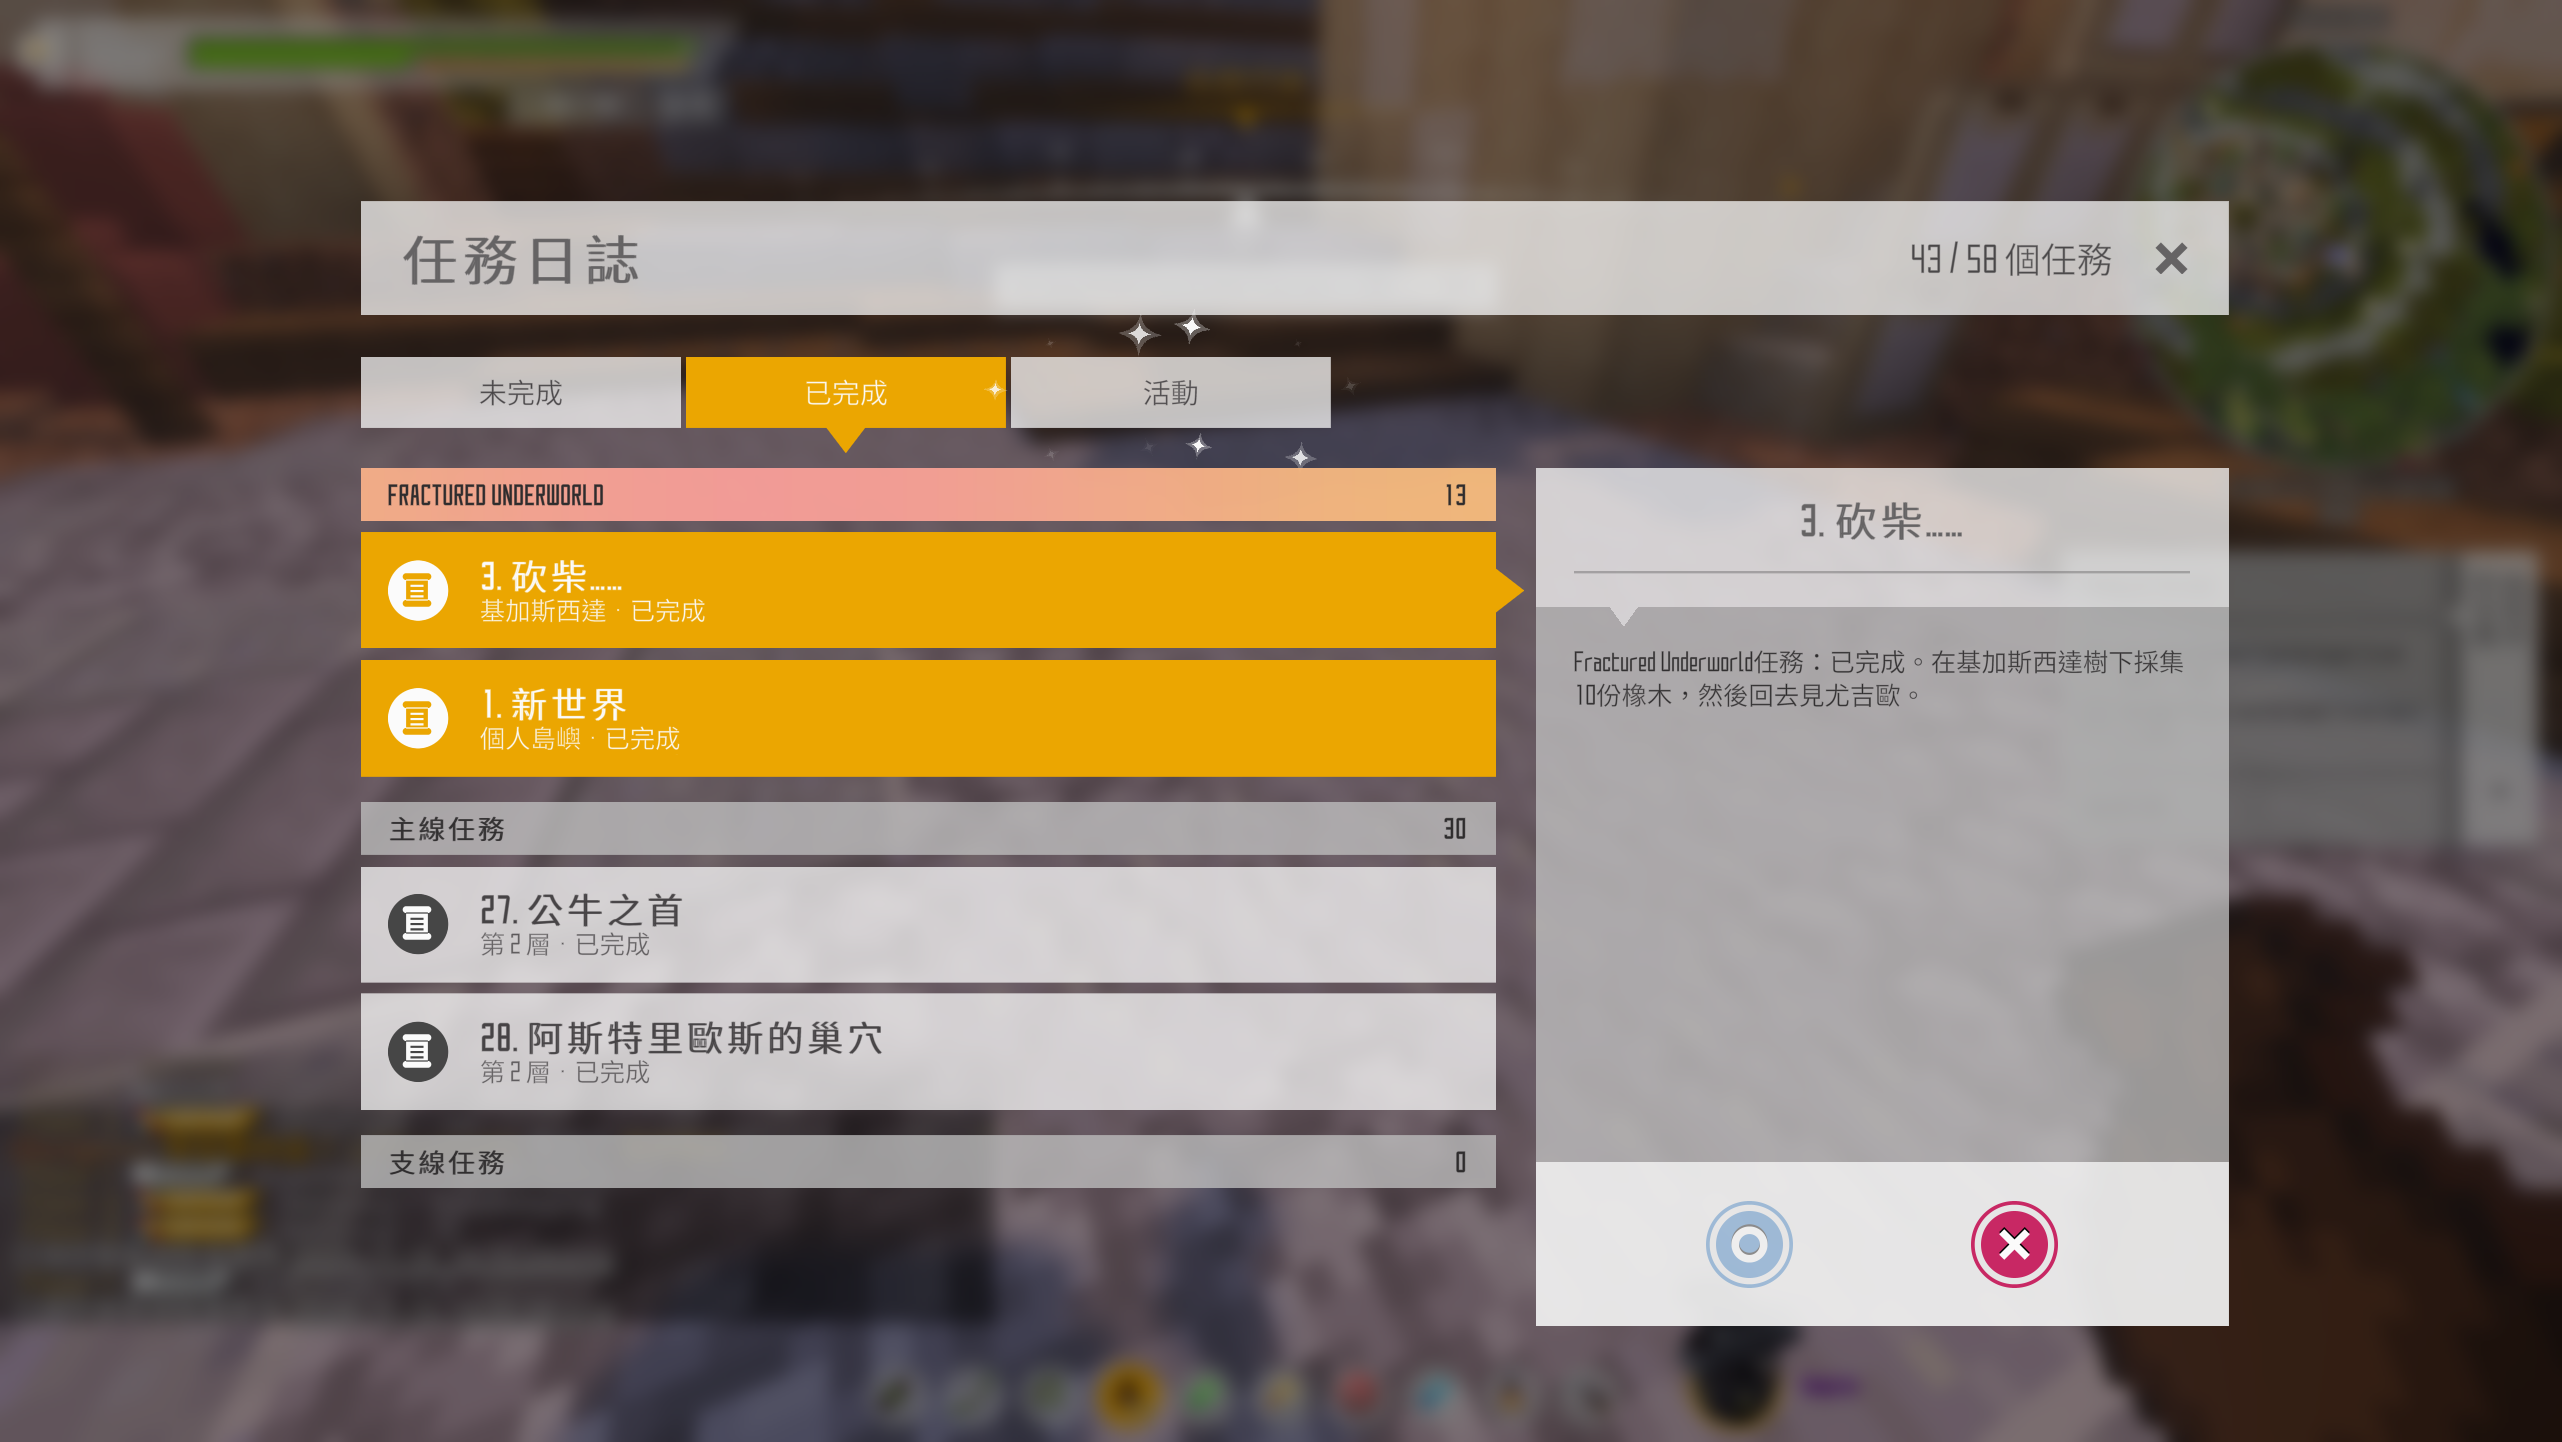 任務日誌
43 / 58 個任務
未完成
已完成
活動
FRACTURED UNDERWORLD
13
3. 砍柴……
基加斯西達 · 已完成
1. 新世界
個人島嶼 · 已完成
主線任務
30
27. 公牛之首
第 2 層 · 已完成
28. 阿斯特里歐斯的巢穴
第 2 層 · 已完成
支線任務
0
3. 砍柴……
Fractured Underworld任務：已完成。在基加斯西達樹下採集
10份橡木，然後回去見尤吉歐。